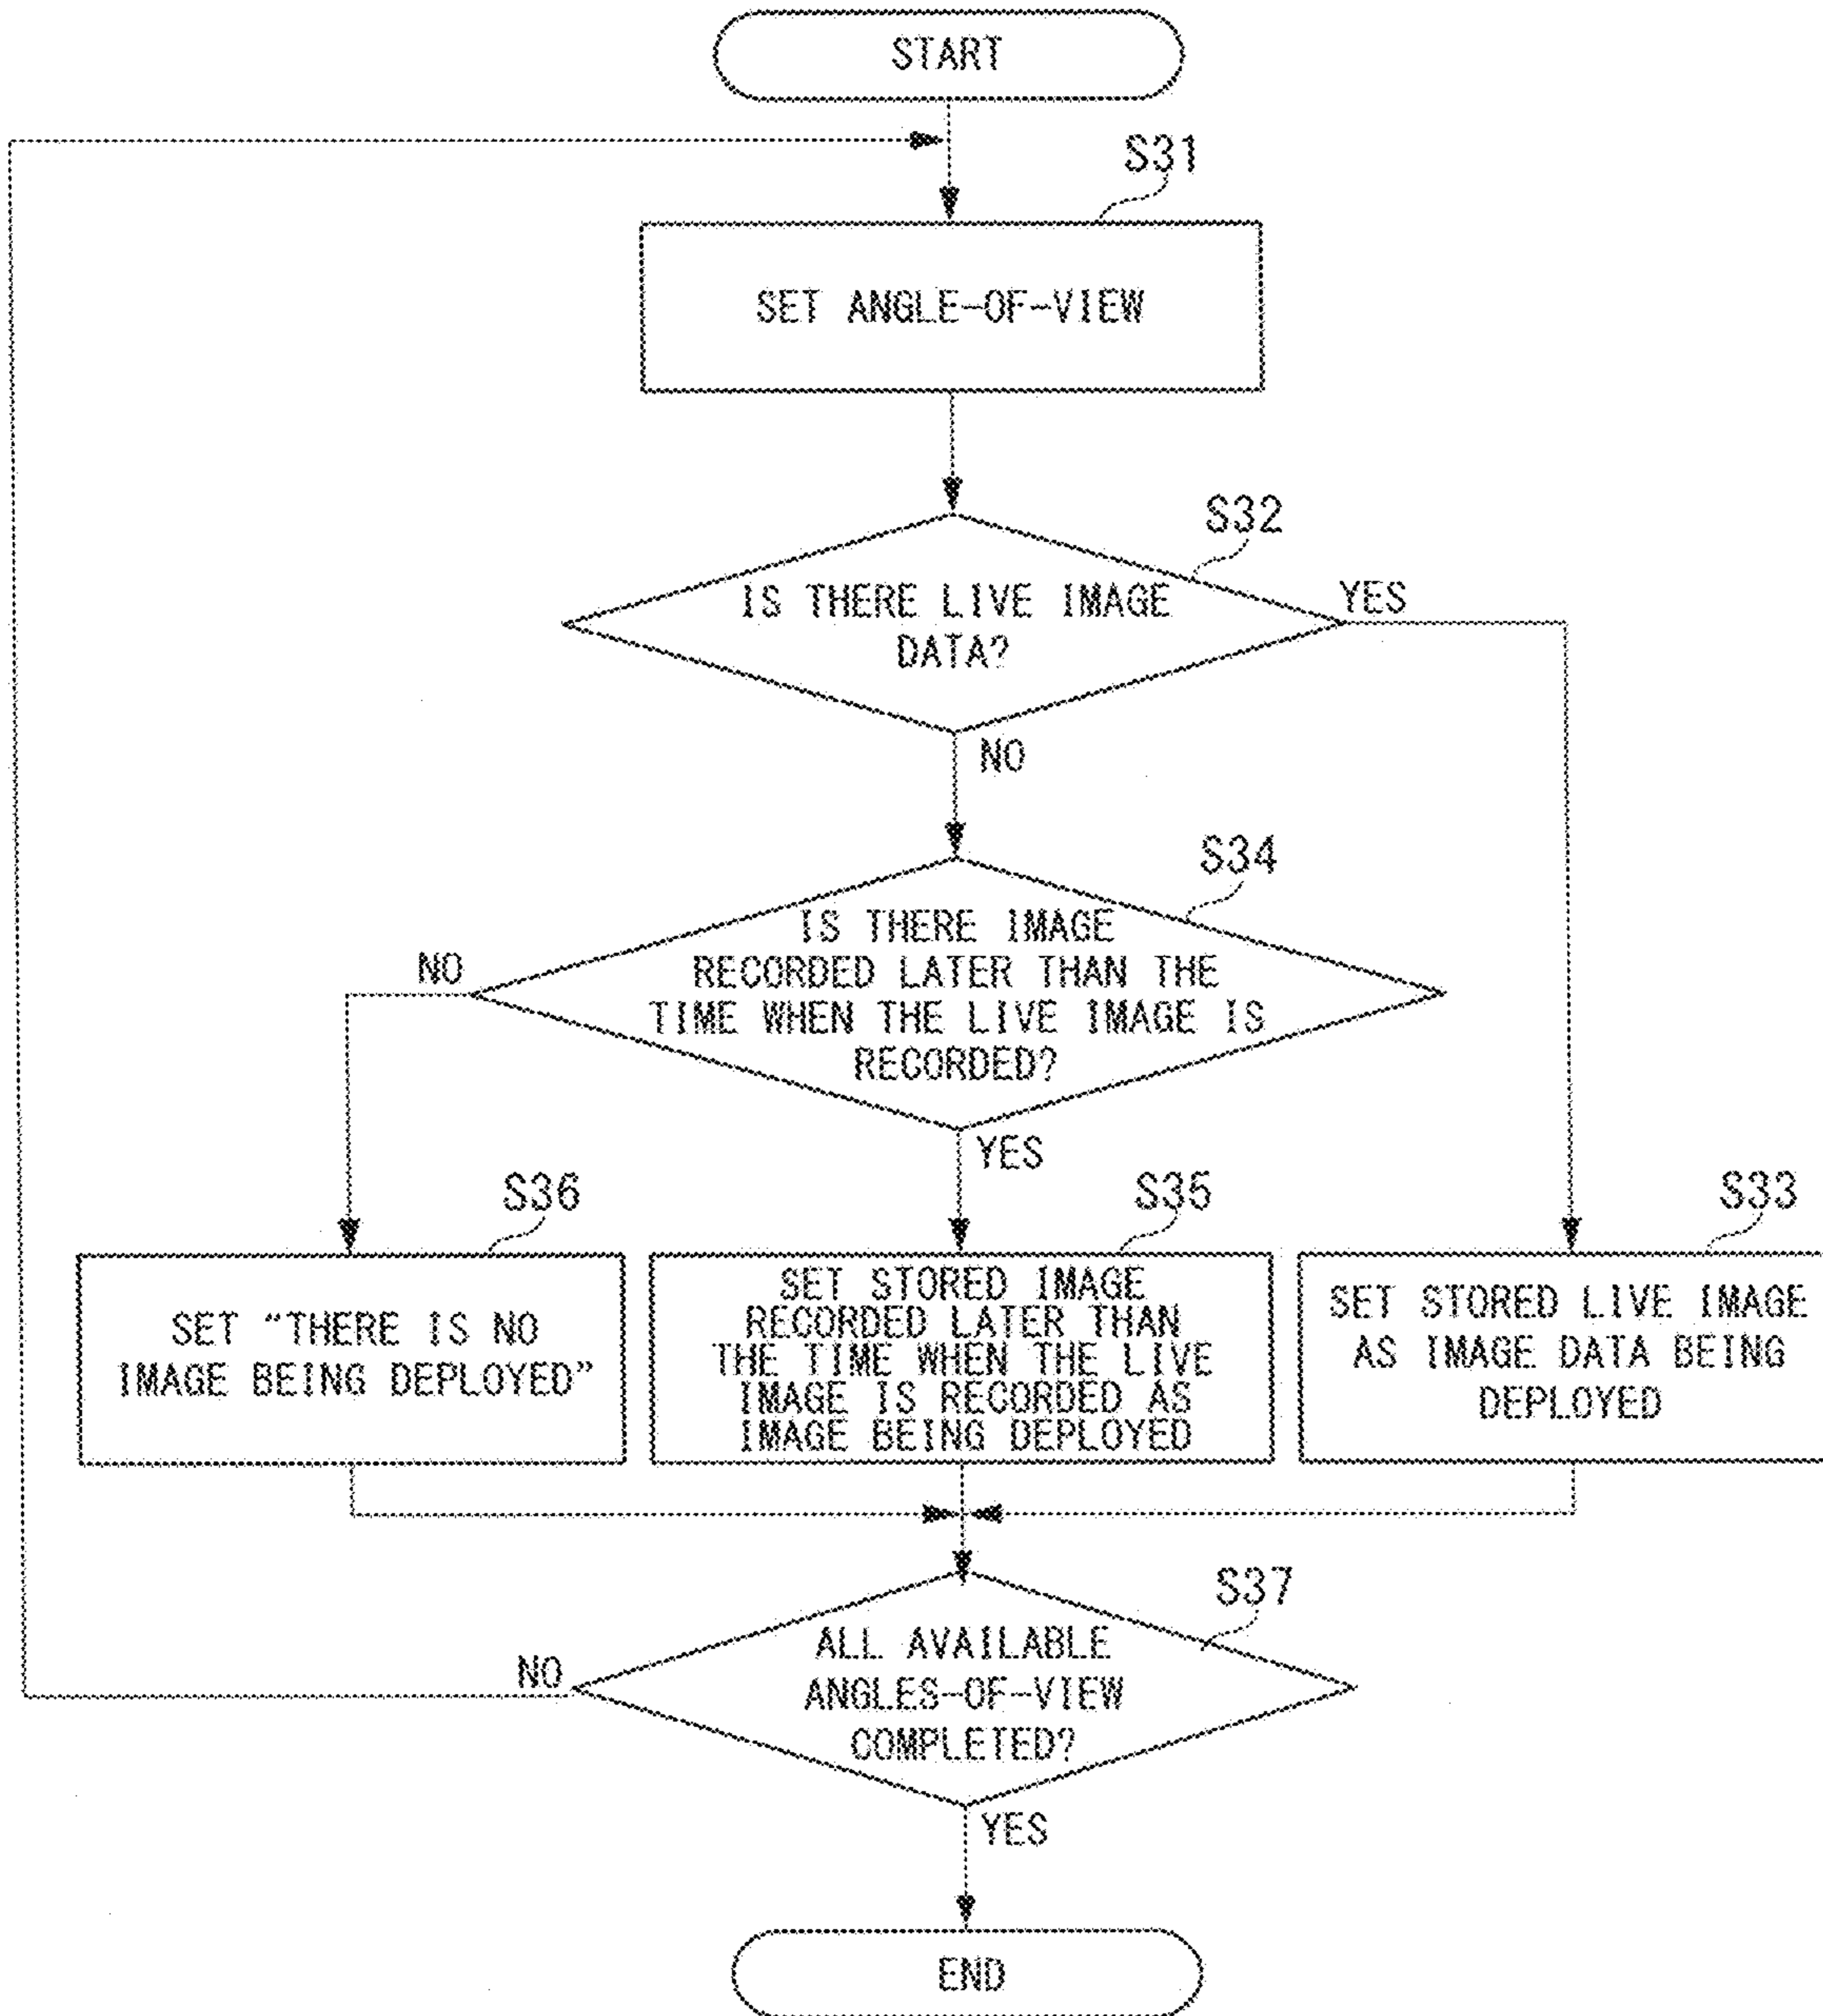 START
S31
SET ANGLE-OF-VIEW
S32
IS THERE LIVE IMAGE
DATA?
YES
NO
S34
IS THERE IMAGE
RECORDED LATER THAN THE
TIME WHEN THE LIVE IMAGE IS
RECORDED?
NO
YES
S36
SET “THERE IS NO
IMAGE BEING DEPLOYED”
S35
SET STORED IMAGE
RECORDED LATER THAN
THE TIME WHEN THE LIVE
IMAGE IS RECORDED AS
IMAGE BEING DEPLOYED
S33
SET STORED LIVE IMAGE
AS IMAGE DATA BEING
DEPLOYED
S37
ALL AVAILABLE
ANGLES-OF-VIEW
COMPLETED?
NO
YES
END